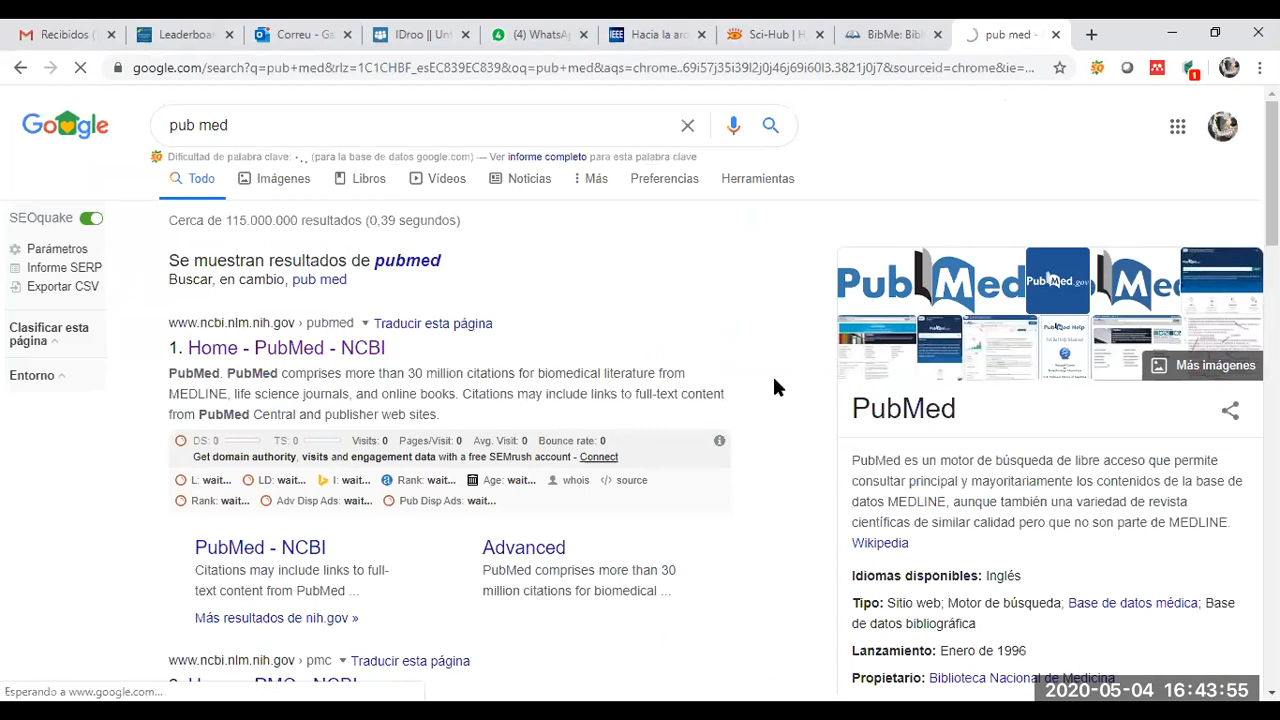 Recibidos (
Leaderboa
Correu - Ga
IDroo || Unt
(4) WhatsA
Hacia la aro
Sci-Hub | H
BibMe: Bibl
pub med -
google.com/search?q=pub+med&rlz=1C1CHBF_esEC839EC839&oq=pub+med&aqs=chrome..69i57j35i39l2j0j46j69i60l3.3821j0j7&sourceid=chrome&ie=...
1
Google
pub med
Dificultad de palabra clave: (para la base de datos google.com) — Ver informe completo para esta palabra clave
Todo
Imágenes
Libros
Vídeos
Noticias
Más
Preferencias
Herramientas
SEOquake
Parámetros
Informe SERP
Exportar CSV
Clasificar esta
página
Entorno
Cerca de 115.000.000 resultados (0,39 segundos)
Se muestran resultados de pubmed
Buscar, en cambio, pub med
www.ncbi.nlm.nih.gov › pubmed Traducir esta página
1. Home - PubMed - NCBI
PubMed. PubMed comprises more than 30 million citations for biomedical literature from
MEDLINE, life science journals, and online books. Citations may include links to full-text content
from PubMed Central and publisher web sites.
DS: 0 TS: 0 Visits: 0 Pages/Visit: 0 Avg. Visit: 0 Bounce rate: 0
Get domain authority, visits and engagement data with a free SEMrush account - Connect
L: wait... LD: wait... I: wait... Rank: wait... Age: wait... whois source
Rank: wait... Adv Disp Ads: wait... Pub Disp Ads: wait...
PubMed - NCBI
Citations may include links to full-
text content from PubMed ...
Advanced
PubMed comprises more than 30
million citations for biomedical ...
Más resultados de nih.gov »
www.ncbi.nlm.nih.gov › pmc Traducir esta página
Esperando a www.google.com...
PubMed
PubMed.gov
Más imágenes
PubMed
PubMed es un motor de búsqueda de libre acceso que permite
consultar principal y mayoritariamente los contenidos de la base de
datos MEDLINE, aunque también una variedad de revista
científicas de similar calidad pero que no son parte de MEDLINE.
Wikipedia
Idiomas disponibles: Inglés
Tipo: Sitio web; Motor de búsqueda; Base de datos médica; Base
de datos bibliográfica
Lanzamiento: Enero de 1996
Propietario: Biblioteca Nacional de Medicina
2020-05-04 16:43:55